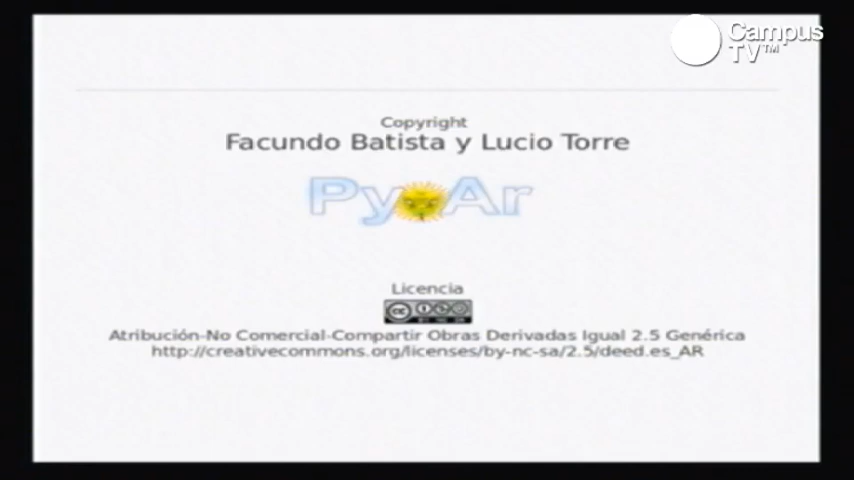 Campus
TV™
Copyright
Facundo Batista y Lucio Torre
PyAr
Licencia
cc
Atribución-No Comercial-Compartir Obras Derivadas Igual 2.5 Genérica
http://creativecommons.org/licenses/by-nc-sa/2.5/deed.es_AR